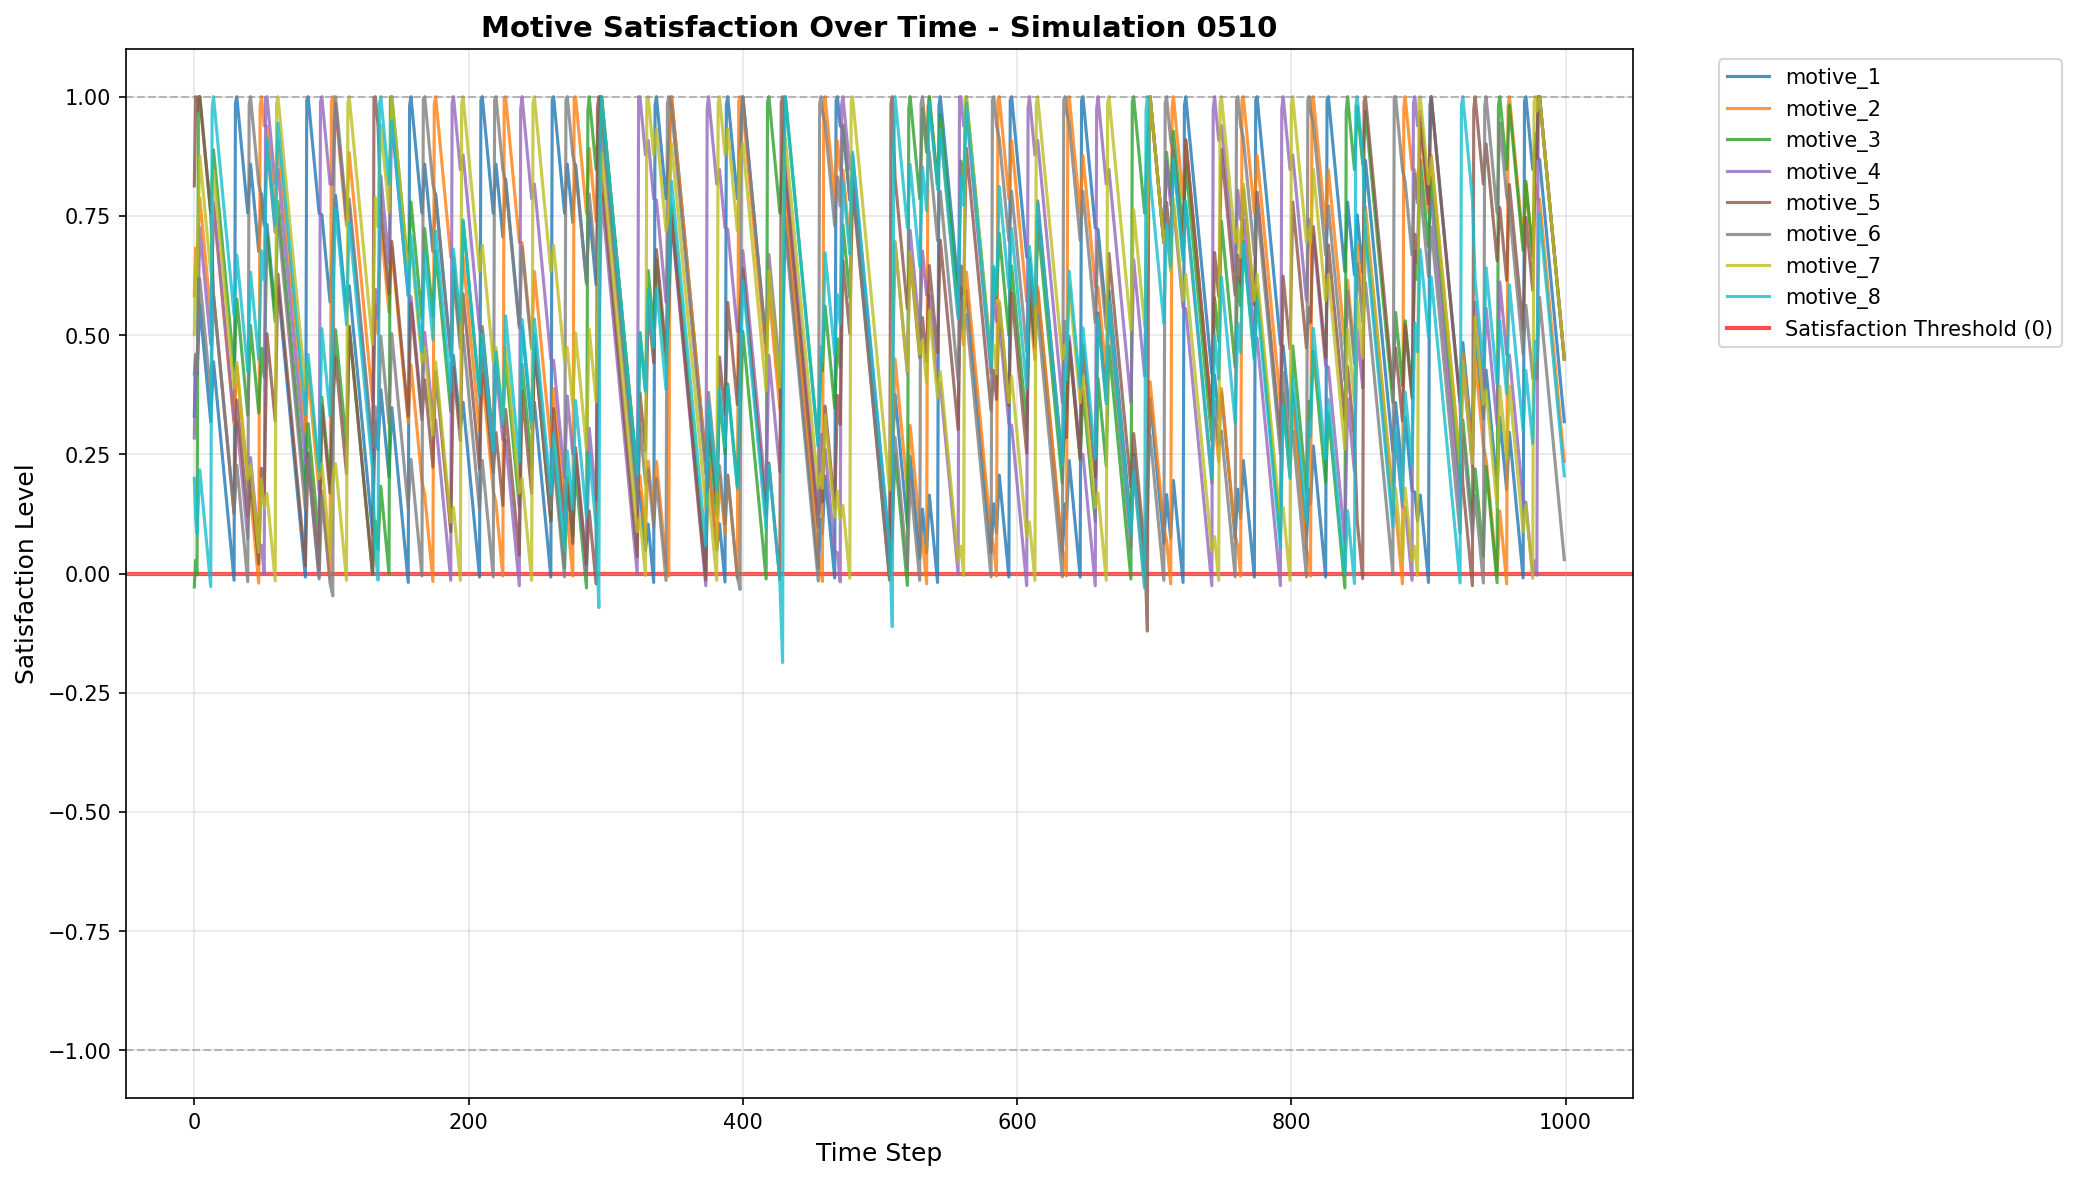 Motive Satisfaction Over Time - Simulation 0510
Satisfaction Level
1.00
0.75
0.50
0.25
0.00
−0.25
−0.50
−0.75
−1.00
0
200
400
600
800
1000
Time Step
motive_1
motive_2
motive_3
motive_4
motive_5
motive_6
motive_7
motive_8
Satisfaction Threshold (0)